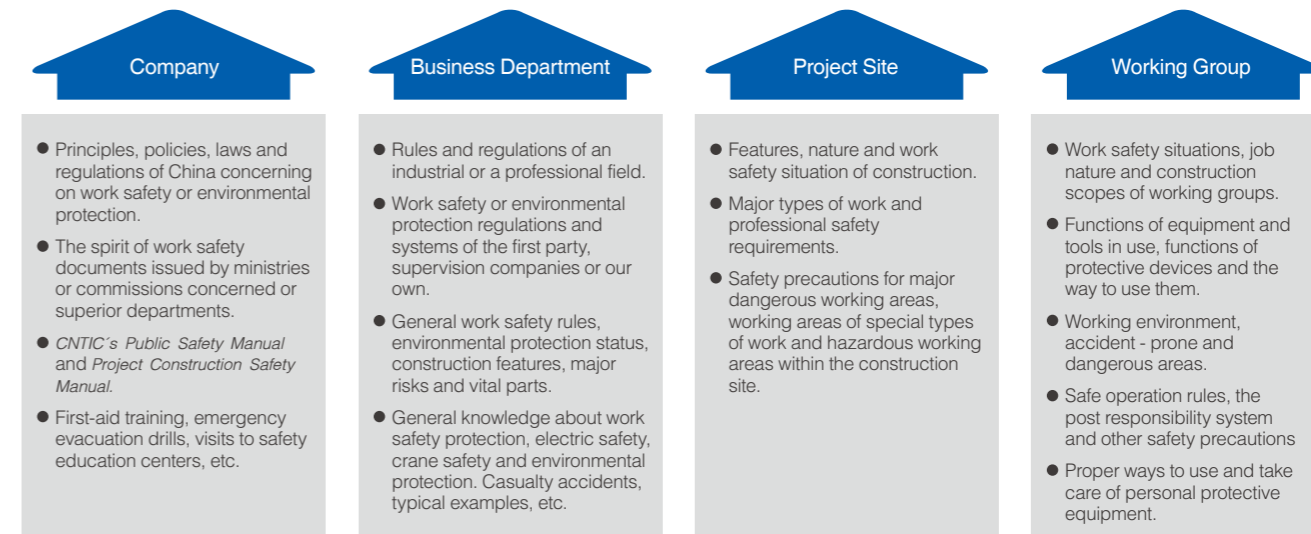 Company
● Principles, policies, laws and
regulations of China concerning
on work safety or environmental
protection.
● The spirit of work safety
documents issued by ministries
or commissions concerned or
superior departments.
● CNTIC´s Public Safety Manual
and Project Construction Safety
Manual.
● First-aid training, emergency
evacuation drills, visits to safety
education centers, etc.
Business Department
● Rules and regulations of an
industrial or a professional field.
● Work safety or environmental
protection regulations and
systems of the first party,
supervision companies or our
own.
● General work safety rules,
environmental protection status,
construction features, major
risks and vital parts.
● General knowledge about work
safety protection, electric safety,
crane safety and environmental
protection. Casualty accidents,
typical examples, etc.
Project Site
● Features, nature and work
safety situation of construction.
● Major types of work and
professional safety
requirements.
● Safety precautions for major
dangerous working areas,
working areas of special types
of work and hazardous working
areas within the construction
site.
Working Group
● Work safety situations, job
nature and construction
scopes of working groups.
● Functions of equipment and
tools in use, functions of
protective devices and the
way to use them.
● Working environment,
accident - prone and
dangerous areas.
● Safe operation rules, the
post responsibility system
and other safety precautions
● Proper ways to use and take
care of personal protective
equipment.